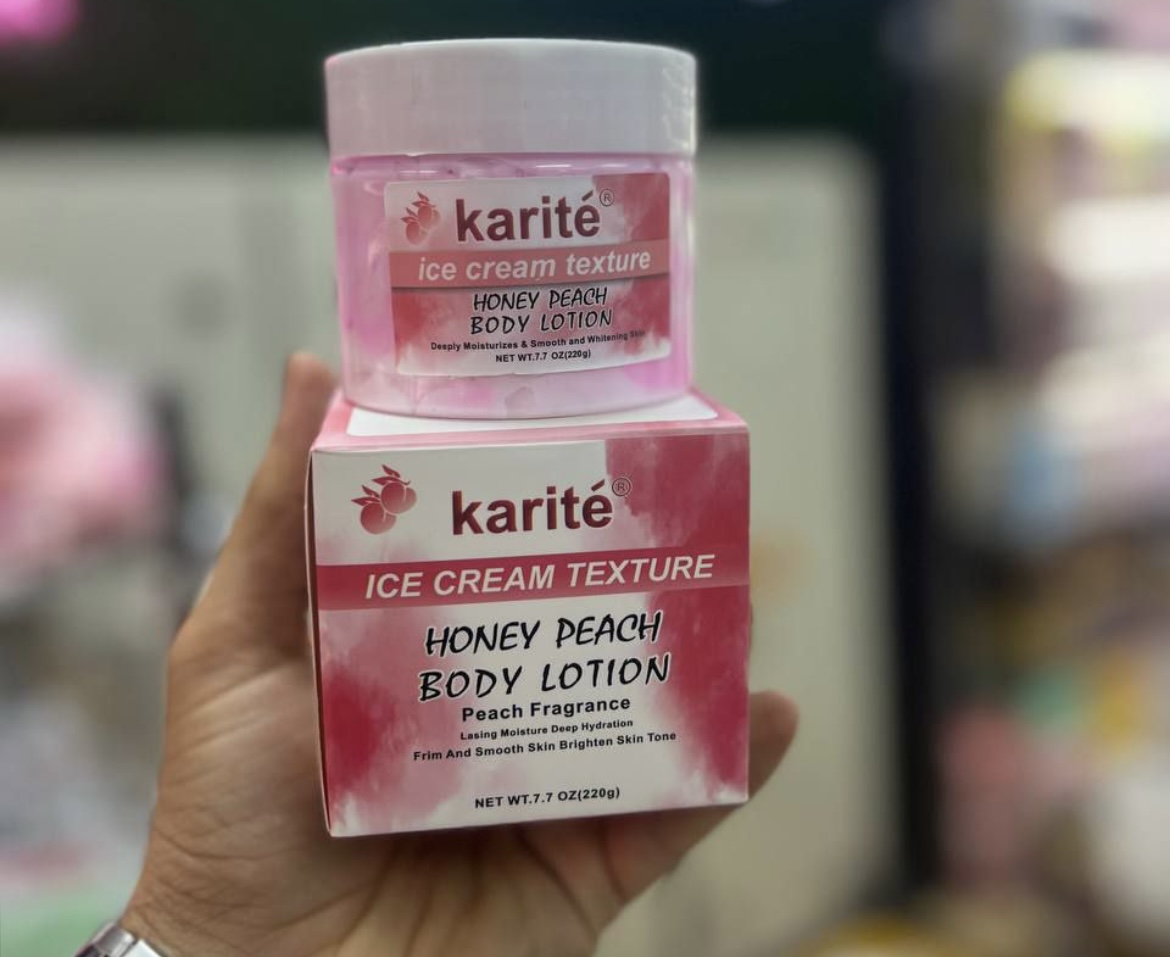 karité®
ice cream texture
HONEY PEACH
BODY LOTION
Deeply Moisturizes & Smooth and Whitening Skin
NET WT.7.7 OZ(220g)
karité®
ICE CREAM TEXTURE
HONEY PEACH
BODY LOTION
Peach Fragrance
Lasing Moisture Deep Hydration
Frim And Smooth Skin Brighten Skin Tone
NET WT.7.7 OZ(220g)